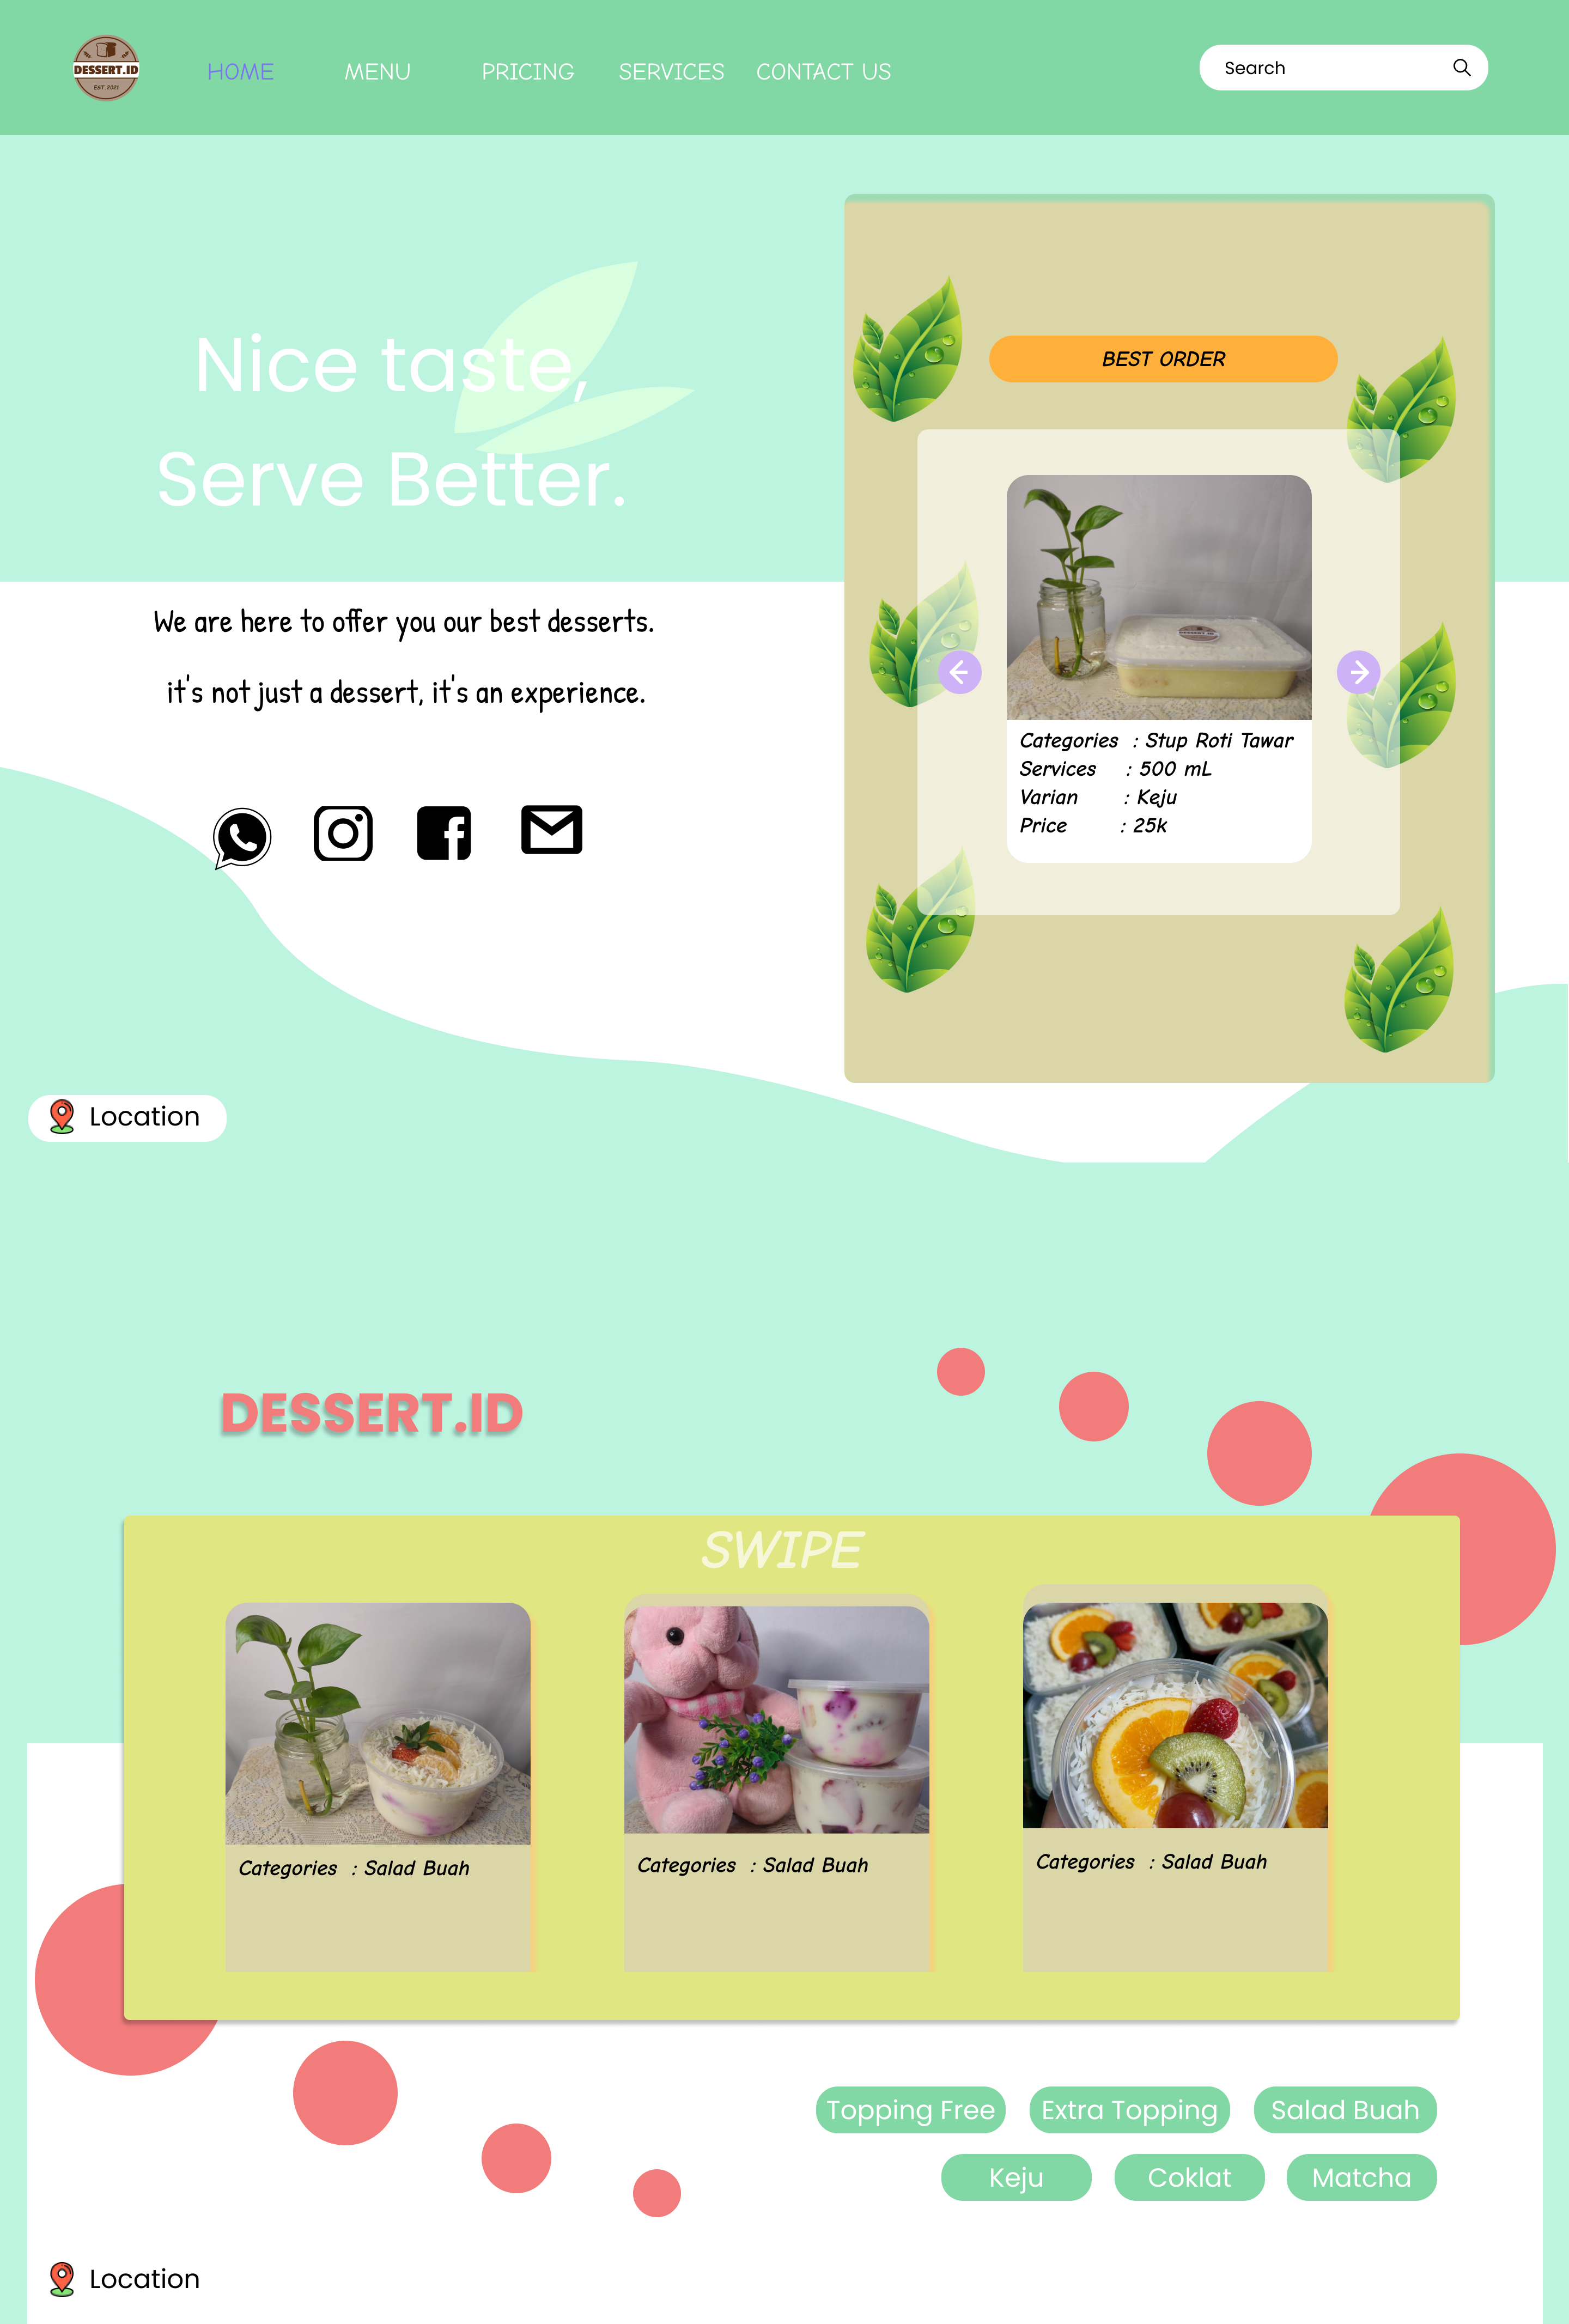 DESSERT.ID
EST .2021
HOME MENU PRICING SERVICES CONTACT US
Search
Nice taste,
Serve Better.
We are here to offer you our best desserts.
it's not just a dessert, it's an experience.
BEST ORDER
DESSERT.ID
Categories : Stup Roti Tawar
Services : 500 mL
Varian : Keju
Price : 25k
Location
DESSERT.ID
SWIPE
Categories : Salad Buah
Categories : Salad Buah
Categories : Salad Buah
Topping Free Extra Topping Salad Buah
Keju Coklat Matcha
Location